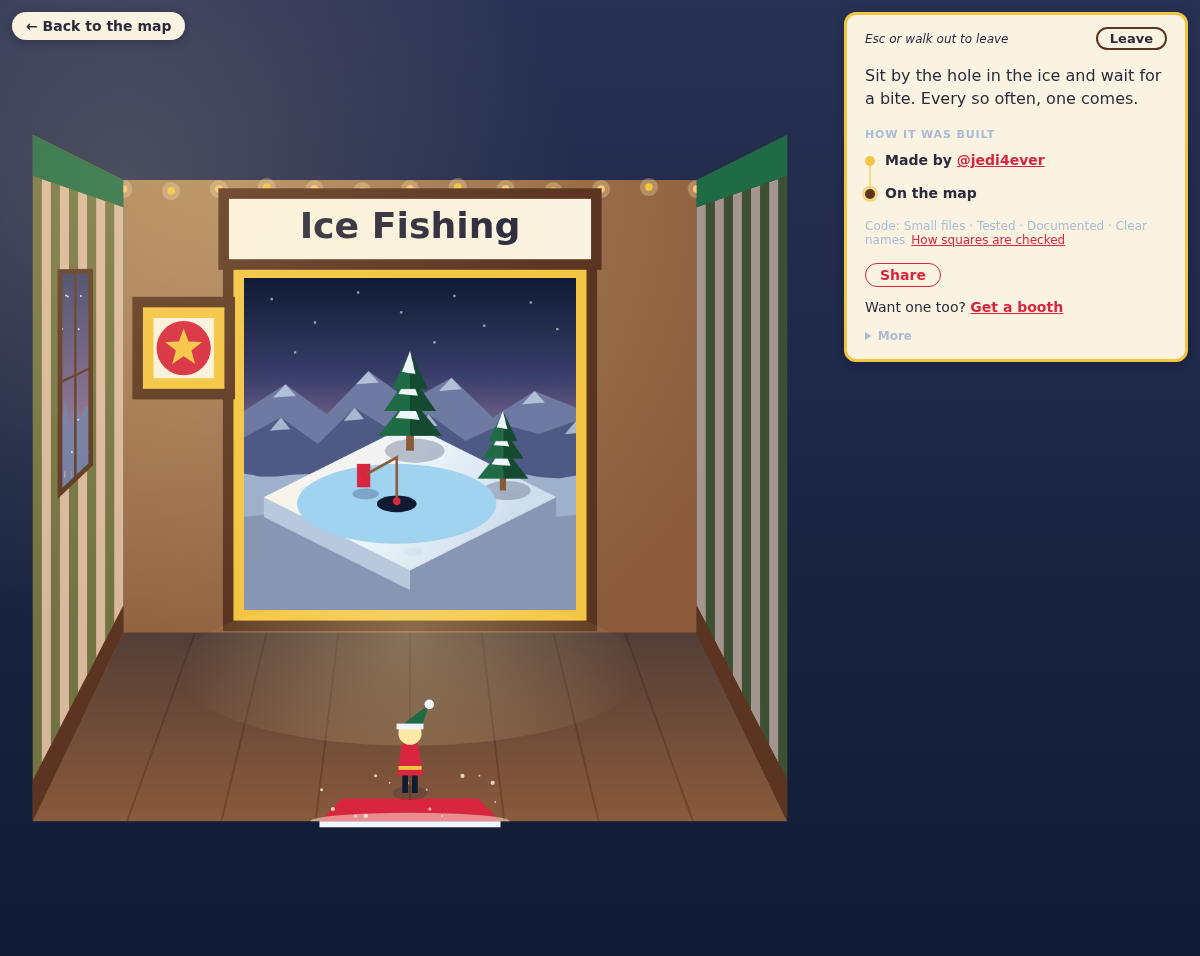 ← Back to the map
Esc or walk out to leave
Leave
Sit by the hole in the ice and wait for
a bite. Every so often, one comes.
HOW IT WAS BUILT
Made by @jedi4ever
On the map
Code: Small files · Tested · Documented · Clear
names How squares are checked
Share
Want one too? Get a booth
More
Ice Fishing